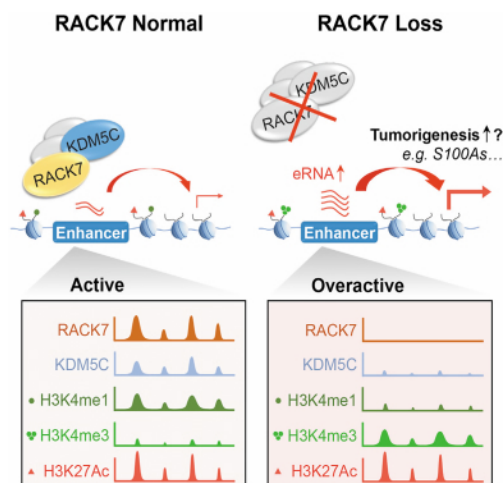 RACK7 Normal
KDM5C
RACK7
Enhancer
Active
RACK7
KDM5C
H3K4me1
H3K4me3
H3K27Ac
RACK7 Loss
KDM5C
RACK7
Tumorigenesis ↑?
e.g. S100As...
eRNA ↑
Enhancer
Overactive
RACK7
KDM5C
H3K4me1
H3K4me3
H3K27Ac